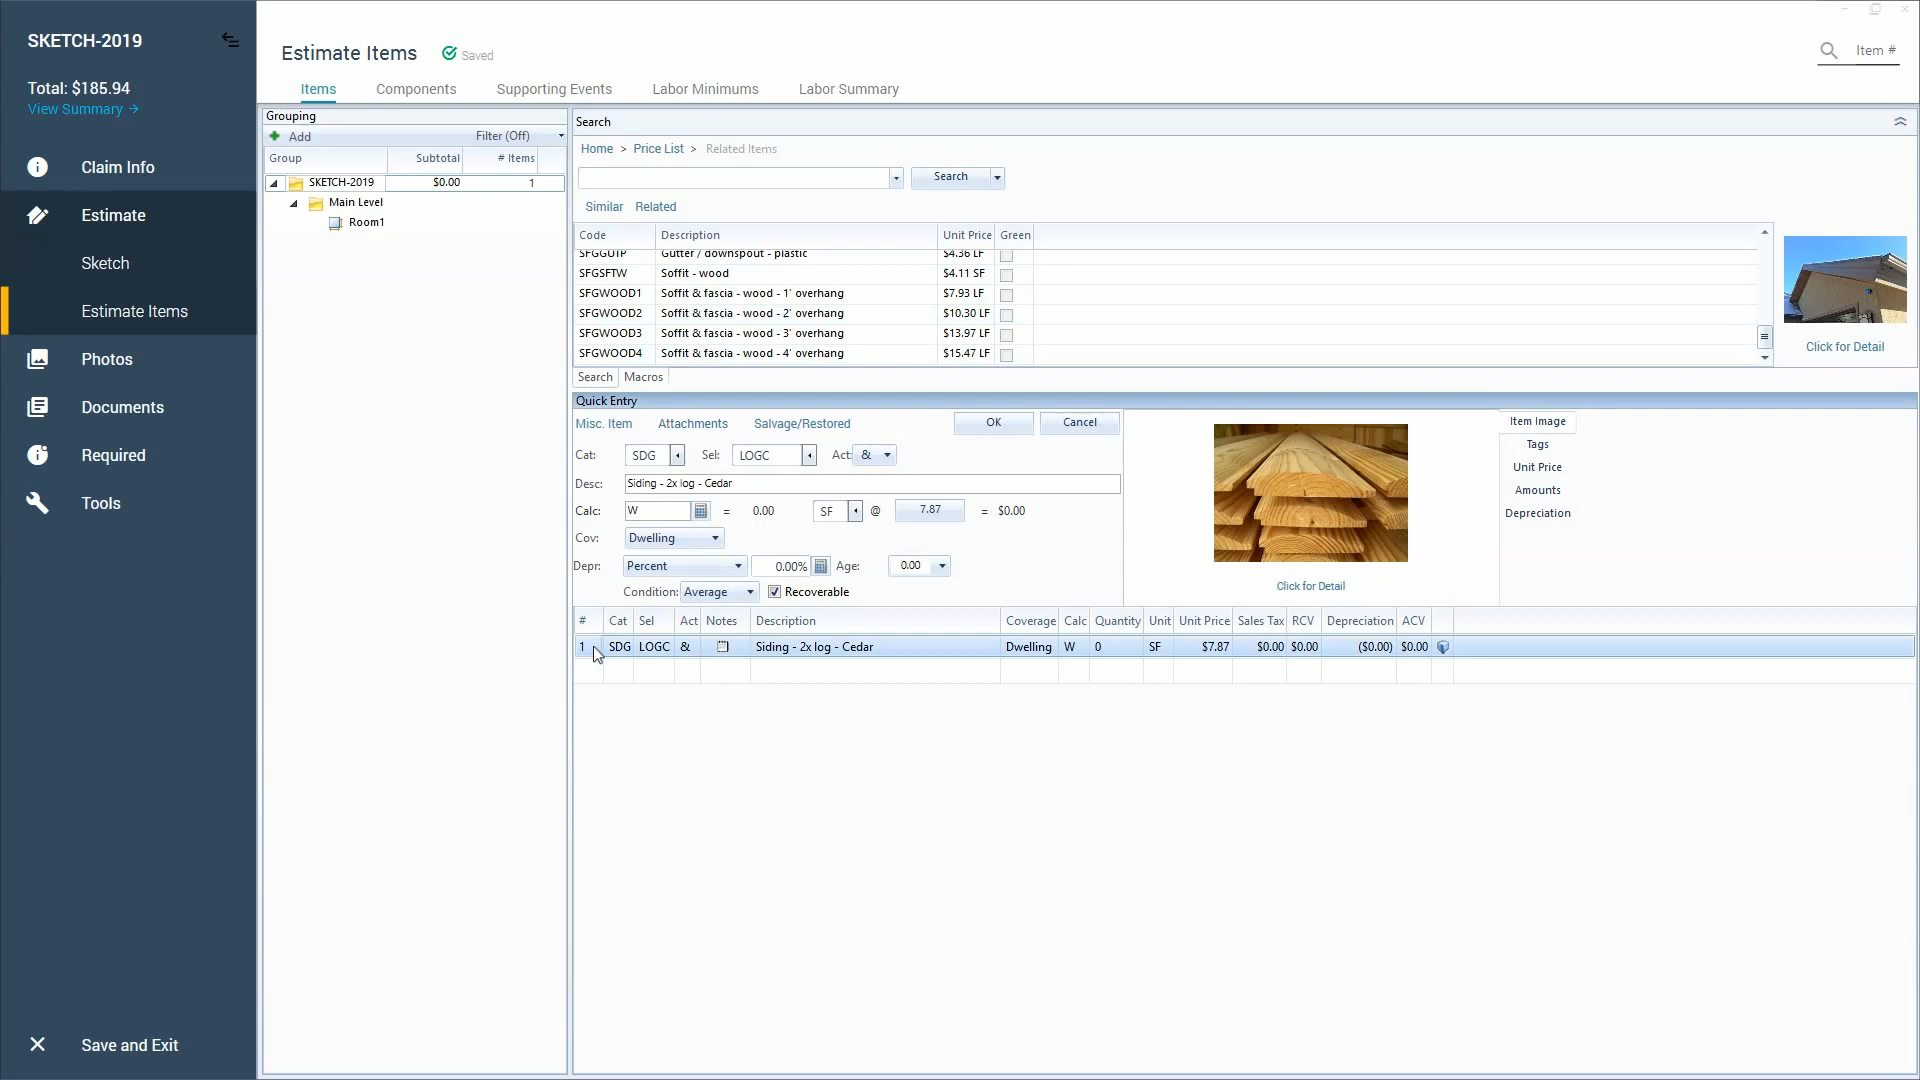 SKETCH-2019
Total: $185.94
View Summary →
Claim Info
Estimate
Sketch
Estimate Items
Photos
Documents
Required
Tools
Save and Exit
Estimate Items Saved
Item #
Items Components Supporting Events Labor Minimums Labor Summary
Grouping
Add Filter (Off)
Group Subtotal # Items
SKETCH-2019 $0.00 1
Main Level
Room1
Search
Home > Price List > Related Items
Search
Similar Related
Code Description Unit Price Green
SFGGUTP Gutter / downspout - plastic $4.36 LF
SFGSFTW Soffit - wood $4.11 SF
SFGWOOD1 Soffit & fascia - wood - 1' overhang $7.93 LF
SFGWOOD2 Soffit & fascia - wood - 2' overhang $10.30 LF
SFGWOOD3 Soffit & fascia - wood - 3' overhang $13.97 LF
SFGWOOD4 Soffit & fascia - wood - 4' overhang $15.47 LF
Click for Detail
Search Macros
Quick Entry
Misc. Item Attachments Salvage/Restored OK Cancel
Cat: SDG Sel: LOGC Act: &
Desc: Siding - 2x log - Cedar
Calc: W = 0.00 SF @ 7.87 = $0.00
Cov: Dwelling
Depr: Percent 0.00% Age: 0.00
Condition: Average Recoverable
Click for Detail
Item Image
Tags
Unit Price
Amounts
Depreciation
# Cat Sel Act Notes Description Coverage Calc Quantity Unit Unit Price Sales Tax RCV Depreciation ACV
1 SDG LOGC & Siding - 2x log - Cedar Dwelling W 0 SF $7.87 $0.00 $0.00 ($0.00) $0.00